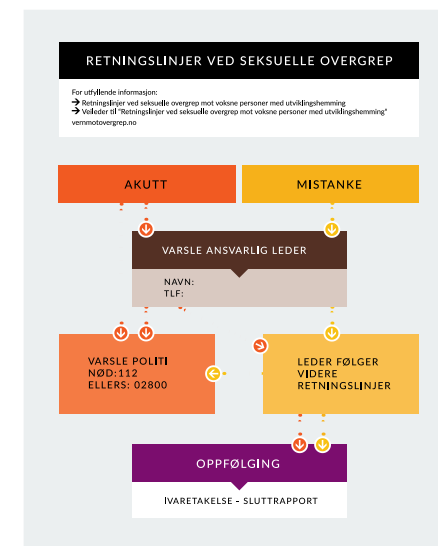 RETNINGSLINJER VED SEKSUELLE OVERGREP
For utfyllende informasjon:
→ Retningslinjer ved seksuelle overgrep mot voksne personer med utviklingshemming
→ Veileder til "Retningslinjer ved seksuelle overgrep mot voksne personer med utviklingshemming"
vernmotovergrep.no
AKUTT
MISTANKE
VARSLE ANSVARLIG LEDER
NAVN:
TLF:
VARSLE POLITI
NØD:112
ELLERS: 02800
LEDER FØLGER
VIDERE
RETNINGSLINJER
OPPFØLGING
IVARETAKELSE – SLUTTRAPPORT